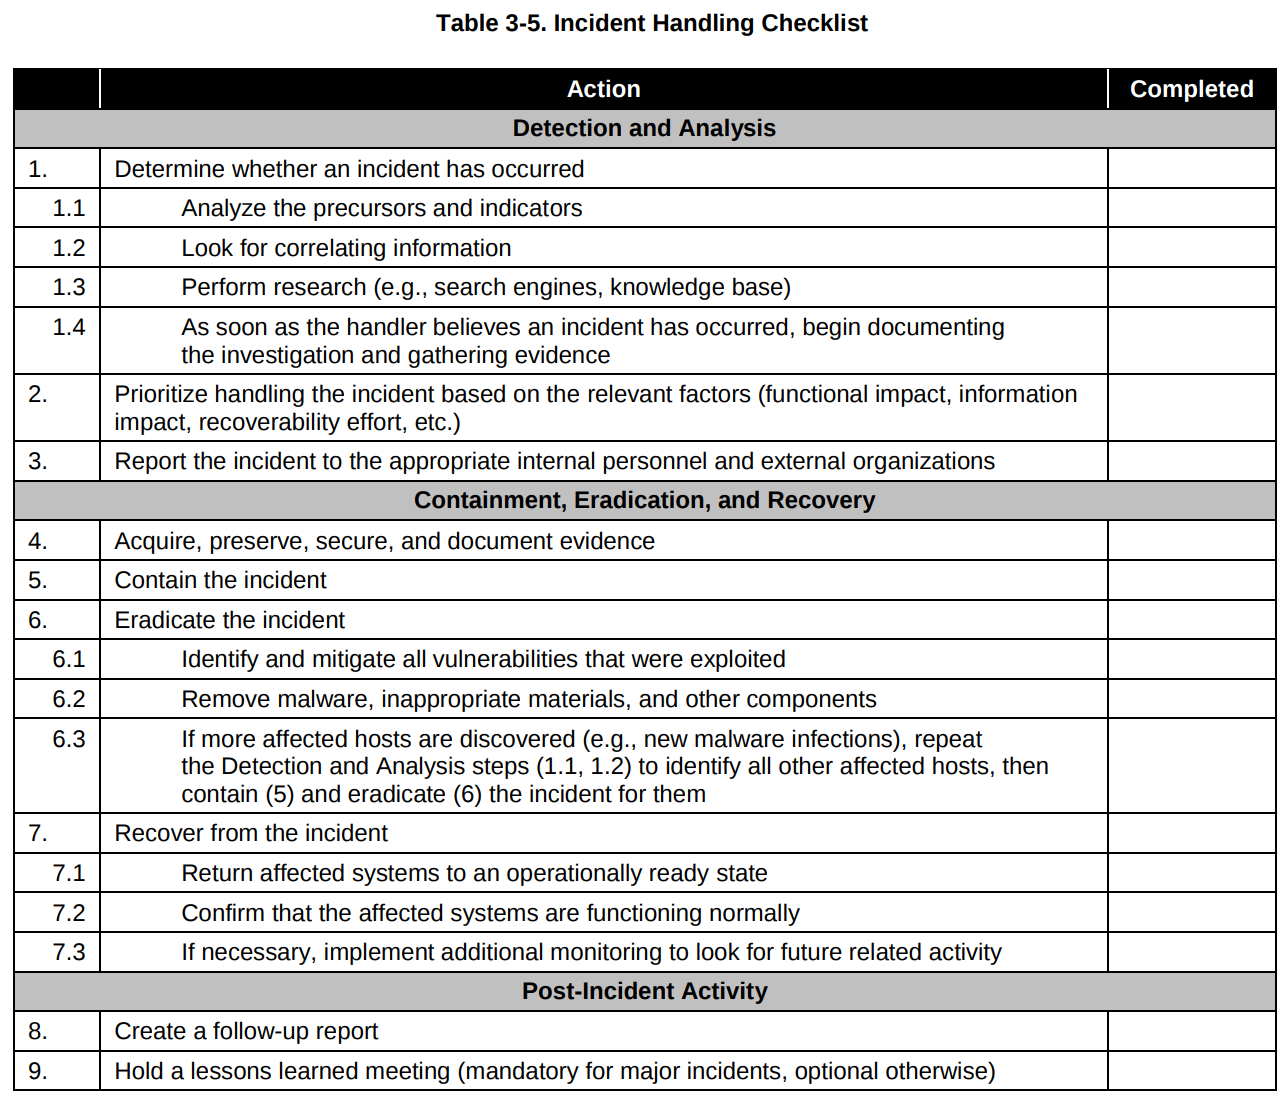 Table 3-5. Incident Handling Checklist
Action Completed
Detection and Analysis
1. Determine whether an incident has occurred
1.1 Analyze the precursors and indicators
1.2 Look for correlating information
1.3 Perform research (e.g., search engines, knowledge base)
1.4 As soon as the handler believes an incident has occurred, begin documenting
the investigation and gathering evidence
2. Prioritize handling the incident based on the relevant factors (functional impact, information
impact, recoverability effort, etc.)
3. Report the incident to the appropriate internal personnel and external organizations
Containment, Eradication, and Recovery
4. Acquire, preserve, secure, and document evidence
5. Contain the incident
6. Eradicate the incident
6.1 Identify and mitigate all vulnerabilities that were exploited
6.2 Remove malware, inappropriate materials, and other components
6.3 If more affected hosts are discovered (e.g., new malware infections), repeat
the Detection and Analysis steps (1.1, 1.2) to identify all other affected hosts, then
contain (5) and eradicate (6) the incident for them
7. Recover from the incident
7.1 Return affected systems to an operationally ready state
7.2 Confirm that the affected systems are functioning normally
7.3 If necessary, implement additional monitoring to look for future related activity
Post-Incident Activity
8. Create a follow-up report
9. Hold a lessons learned meeting (mandatory for major incidents, optional otherwise)